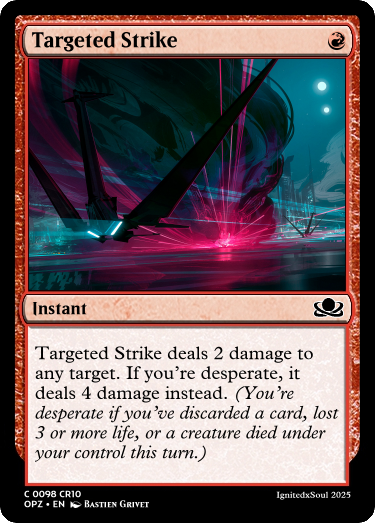 Targeted Strike
Instant
Targeted Strike deals 2 damage to
any target. If you're desperate, it
deals 4 damage instead. (You're
desperate if you've discarded a card, lost
3 or more life, or a creature died under
your control this turn.)
C 0098 CR10
OPZ • EN Bastien Grivet
IgnitedxSoul 2025